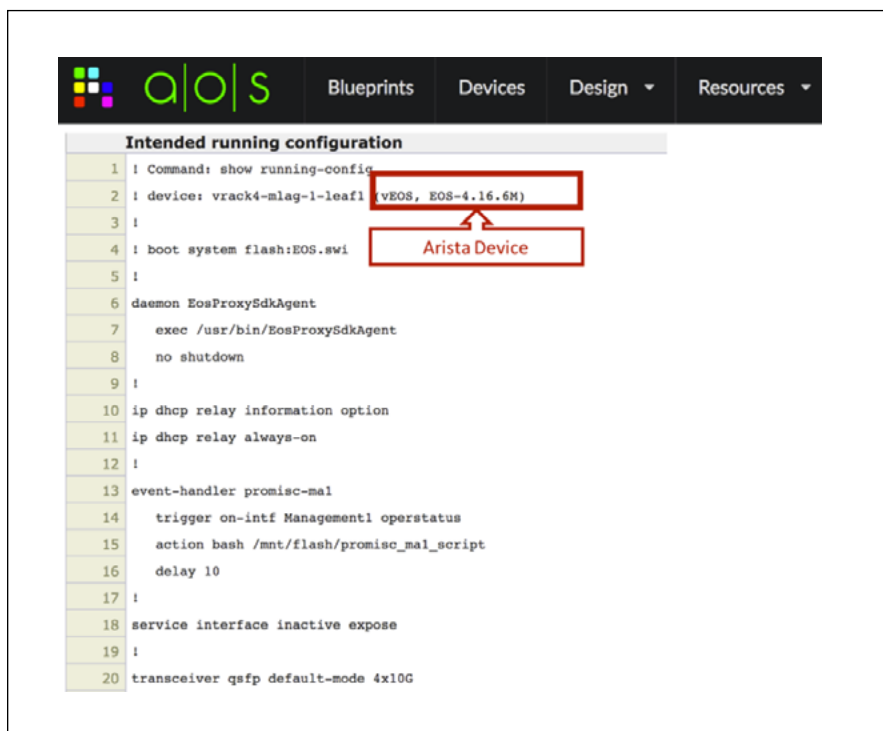 a|o|s Blueprints Devices Design Resources
Intended running configuration
1 ! Command: show running-config
2 ! device: vrack4-mlag-1-leaf1 (vEOS, EOS-4.16.6M)
3 !
Arista Device
4 ! boot system flash:EOS.swi
5 !
6 daemon EosProxySdkAgent
7 exec /usr/bin/EosProxySdkAgent
8 no shutdown
9 !
10 ip dhcp relay information option
11 ip dhcp relay always-on
12 !
13 event-handler promisc-ma1
14 trigger on-intf Management1 operstatus
15 action bash /mnt/flash/promisc_ma1_script
16 delay 10
17 !
18 service interface inactive expose
19 !
20 transceiver qsfp default-mode 4x10G